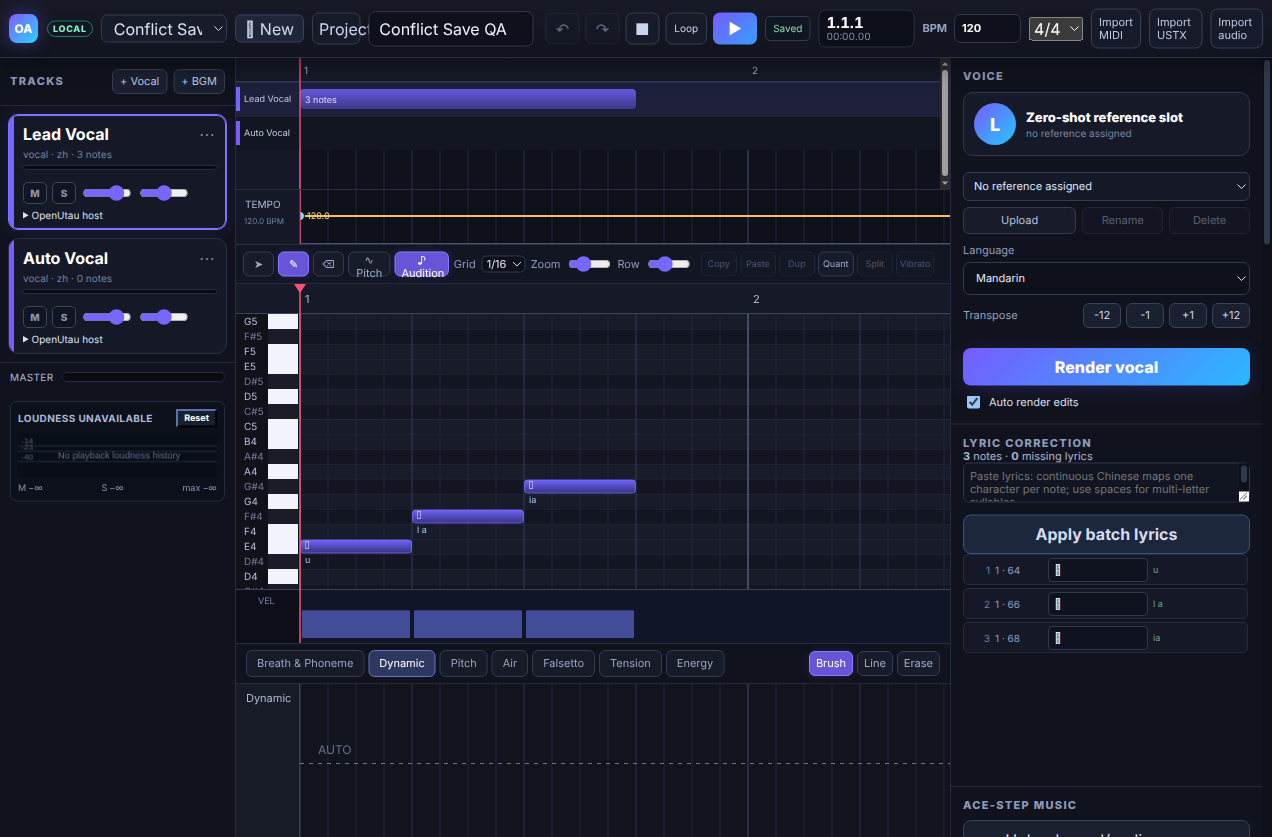 OA LOCAL Conflict Sav New Project Conflict Save QA Loop Saved 1.1.1 00:00.00 BPM 120 4/4 Import MIDI Import USTX Import audio
TRACKS + Vocal + BGM
Lead Vocal
vocal · zh · 3 notes
M S
OpenUtau host
Auto Vocal
vocal · zh · 0 notes
M S
OpenUtau host
MASTER
LOUDNESS UNAVAILABLE Reset
-14
-23
-40
No playback loudness history
M −∞ S −∞ max −∞
1 2
Lead Vocal 3 notes
Auto Vocal
TEMPO
120.0 BPM
120.0
Pitch Audition Grid 1/16 Zoom Row Copy Paste Dup Quant Split Vibrato
1 2
G5
F#5
F5
E5
D#5
D5
C#5
C5
B4
A#4
A4
G#4
ia
G4
F#4
l a
F4
E4
u
D#4
D4
VEL
Breath & Phoneme Dynamic Pitch Air Falsetto Tension Energy Brush Line Erase
Dynamic
AUTO
VOICE
L Zero-shot reference slot
no reference assigned
No reference assigned
Upload Rename Delete
Language
Mandarin
Transpose -12 -1 +1 +12
Render vocal
Auto render edits
LYRIC CORRECTION
3 notes · 0 missing lyrics
Paste lyrics: continuous Chinese maps one
character per note; use spaces for multi-letter
Apply batch lyrics
1 1 · 64 u
2 1 · 66 l a
3 1 · 68 ia
ACE-STEP MUSIC